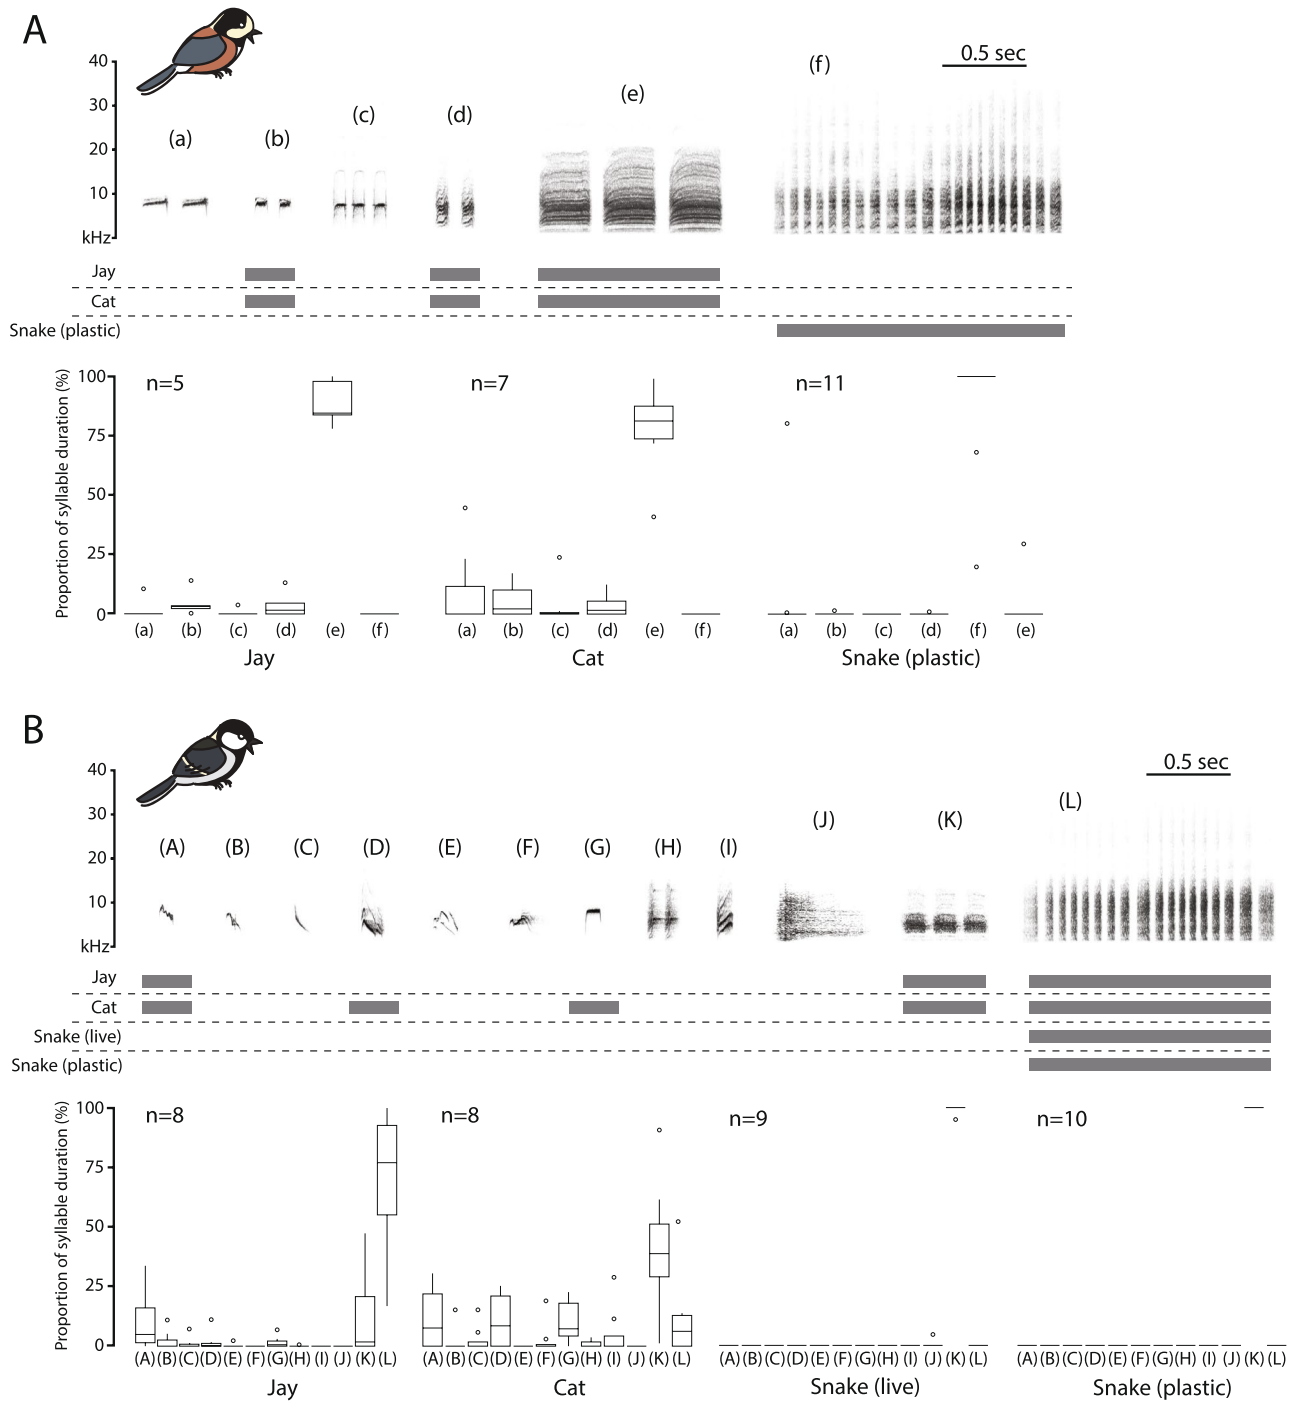 A
0.5 sec
(f)
40
30
20
10
kHz
(a)
(b)
(c)
(d)
(e)
Jay
Cat
Snake (plastic)
Proportion of syllable duration (%)
100
75
50
25
0
n=5
n=7
n=11
(a) (b) (c) (d) (e) (f)
(a) (b) (c) (d) (e) (f)
(a) (b) (c) (d) (f) (e)
Jay
Cat
Snake (plastic)
B
0.5 sec
40
30
20
10
kHz
(A)
(B)
(C)
(D)
(E)
(F)
(G)
(H)
(I)
(J)
(K)
(L)
Jay
Cat
Snake (live)
Snake (plastic)
Proportion of syllable duration (%)
100
75
50
25
0
n=8
n=8
n=9
n=10
(A) (B) (C) (D) (E) (F) (G) (H) (I) (J) (K) (L)
(A) (B) (C) (D) (E) (F) (G) (H) (I) (J) (K) (L)
(A) (B) (C) (D) (E) (F) (G) (H) (I) (J) (K) (L)
(A) (B) (C) (D) (E) (F) (G) (H) (I) (J) (K) (L)
Jay
Cat
Snake (live)
Snake (plastic)